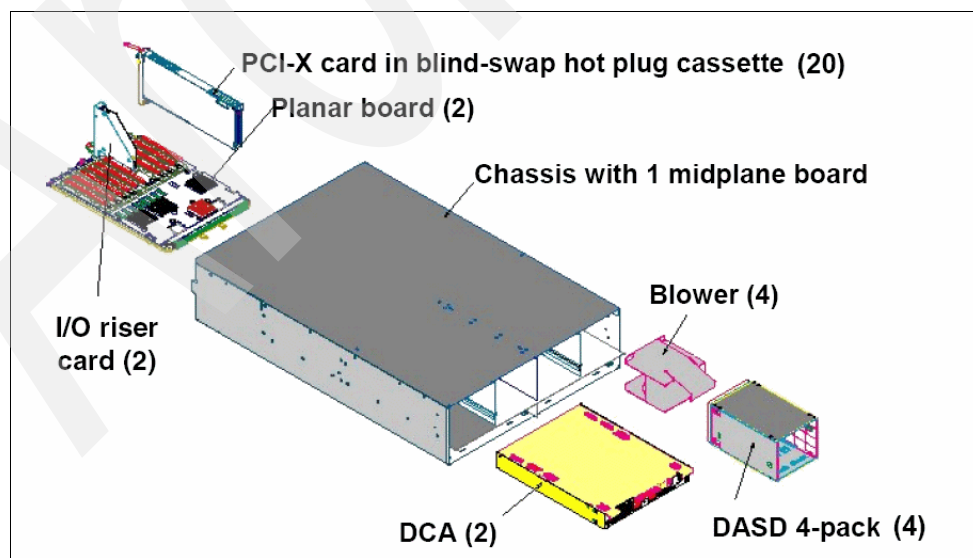 PCI-X card in blind-swap hot plug cassette (20)
Planar board (2)
Chassis with 1 midplane board
Blower (4)
I/O riser
card (2)
DCA (2)
DASD 4-pack (4)